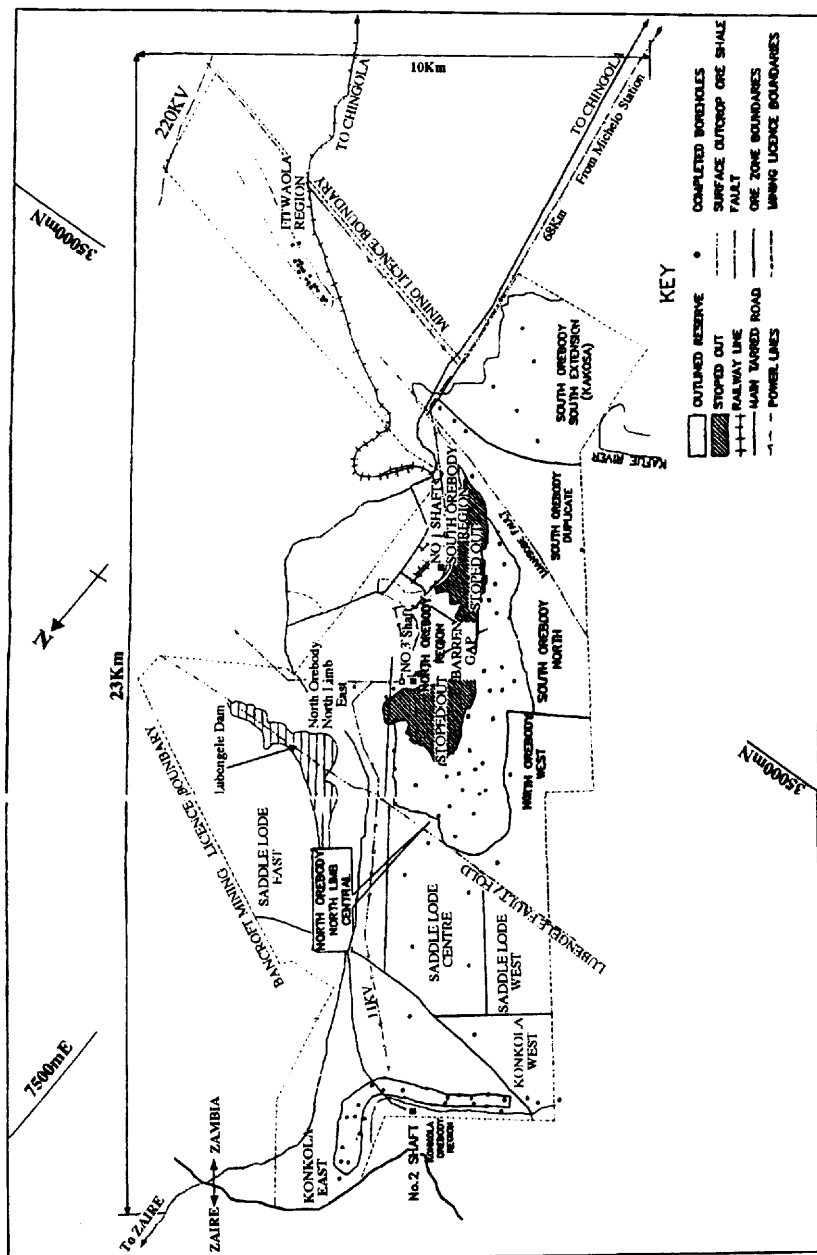 23Km
10Km
N
35000mN
7500mE
35000mN
220KV
TO CHINGOLA
TO CHINGOLA
From Michelo Station
68Km
REGION
MINING LICENCE BOUNDARY
BANCROFT MINING LICENCE BOUNDARY
To ZAIRE
ZAIRE
ZAMBIA
KONKOLA
EAST
No.2 SHAFT
KONKOLA
OREBODY
REGION
KONKOLA
WEST
11KV
SADDLE LODE
EAST
SADDLE LODE
CENTRE
SADDLE LODE
WEST
NORTH OREBODY
NORTH LIMB
CENTRAL
Lubongele Dam
North Orebody
North Limb
East
LUBENGELE FAULT / FOLD
NO 3 Shaft
NORTH OREBODY
REGION
STOPED OUT
BARREN
GAP
NO 1 SHAFT
SOUTH OREBODY
REGION
STOPED OUT
NORTH OREBODY
WEST
SOUTH OREBODY
NORTH
FAULT
SOUTH OREBODY
DUPLICATE
SOUTH OREBODY
SOUTH EXTENSION
(KAKOSA)
KAFUE RIVER
KEY
OUTLINED RESERVE
STOPED OUT
RAILWAY LINE
MAIN TARRED ROAD
POWER LINES
COMPLETED BOREHOLES
SURFACE OUTCROP ORE SHALE
FAULT
ORE ZONE BOUNDARIES
MINING LICENCE BOUNDARIES